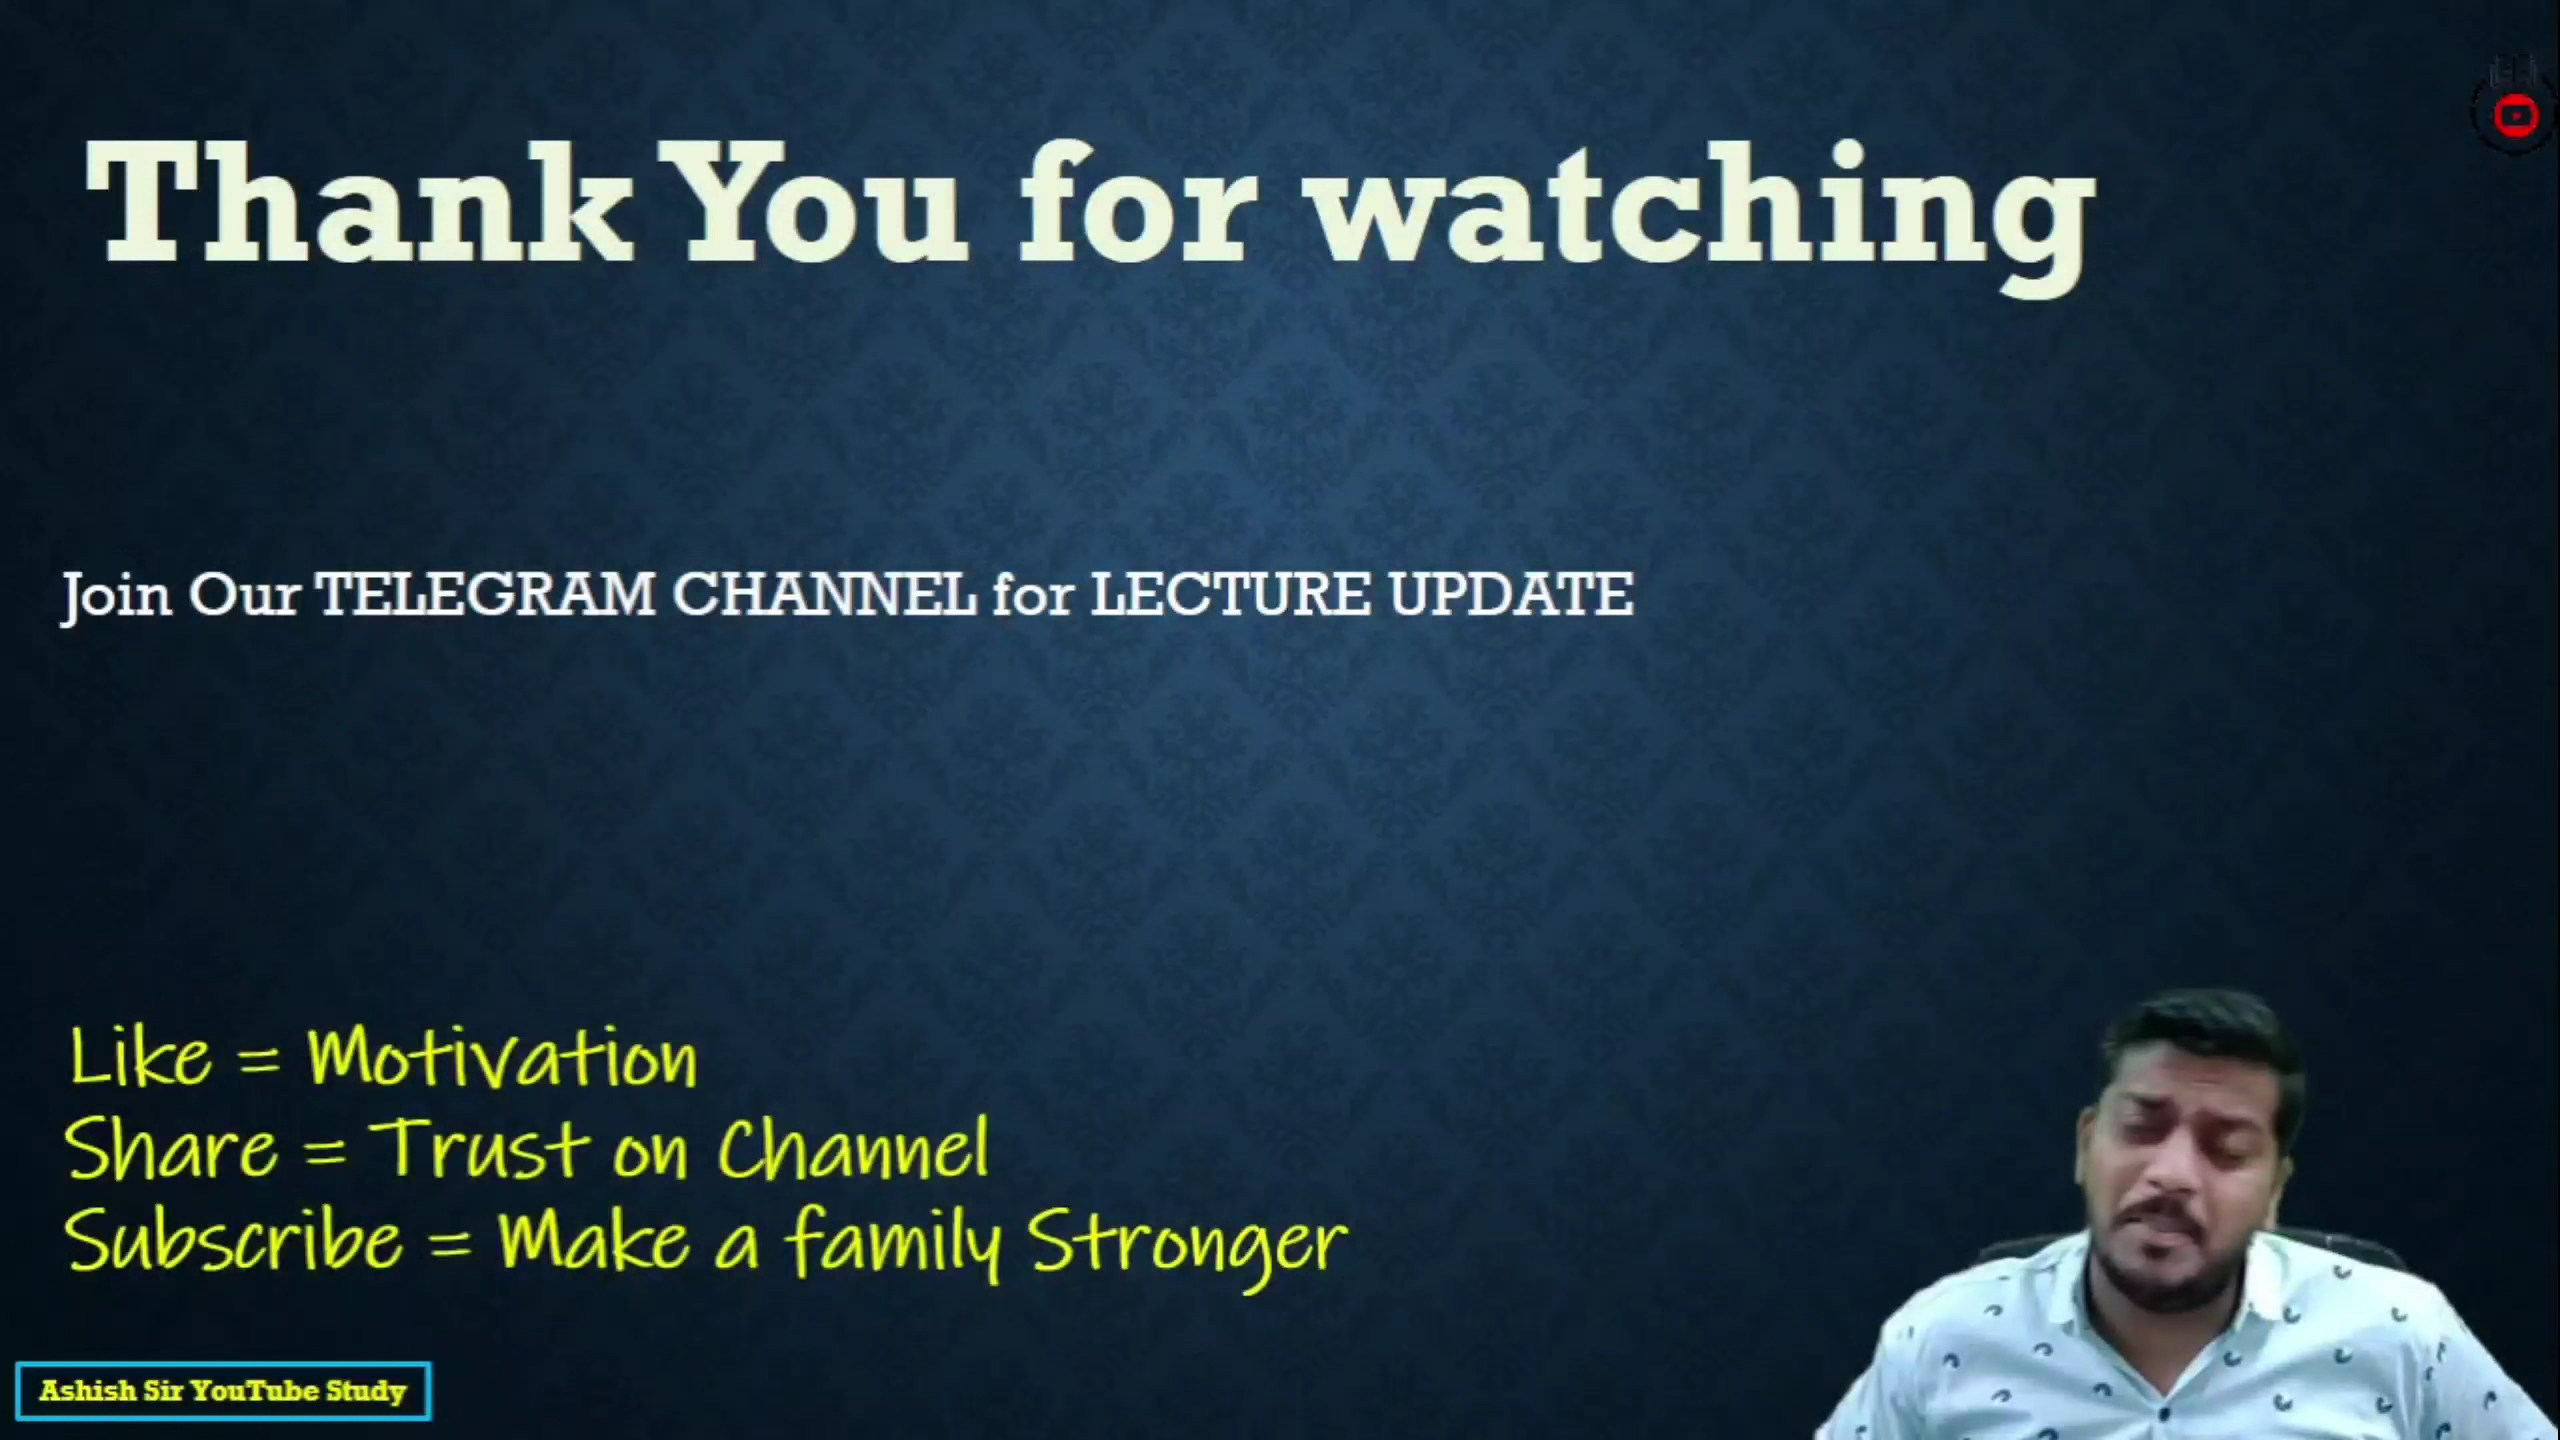 Thank You for watching
Join Our TELEGRAM CHANNEL for LECTURE UPDATE
Like = Motivation
Share = Trust on Channel
Subscribe = Make a family Stronger
Ashish Sir YouTube Study